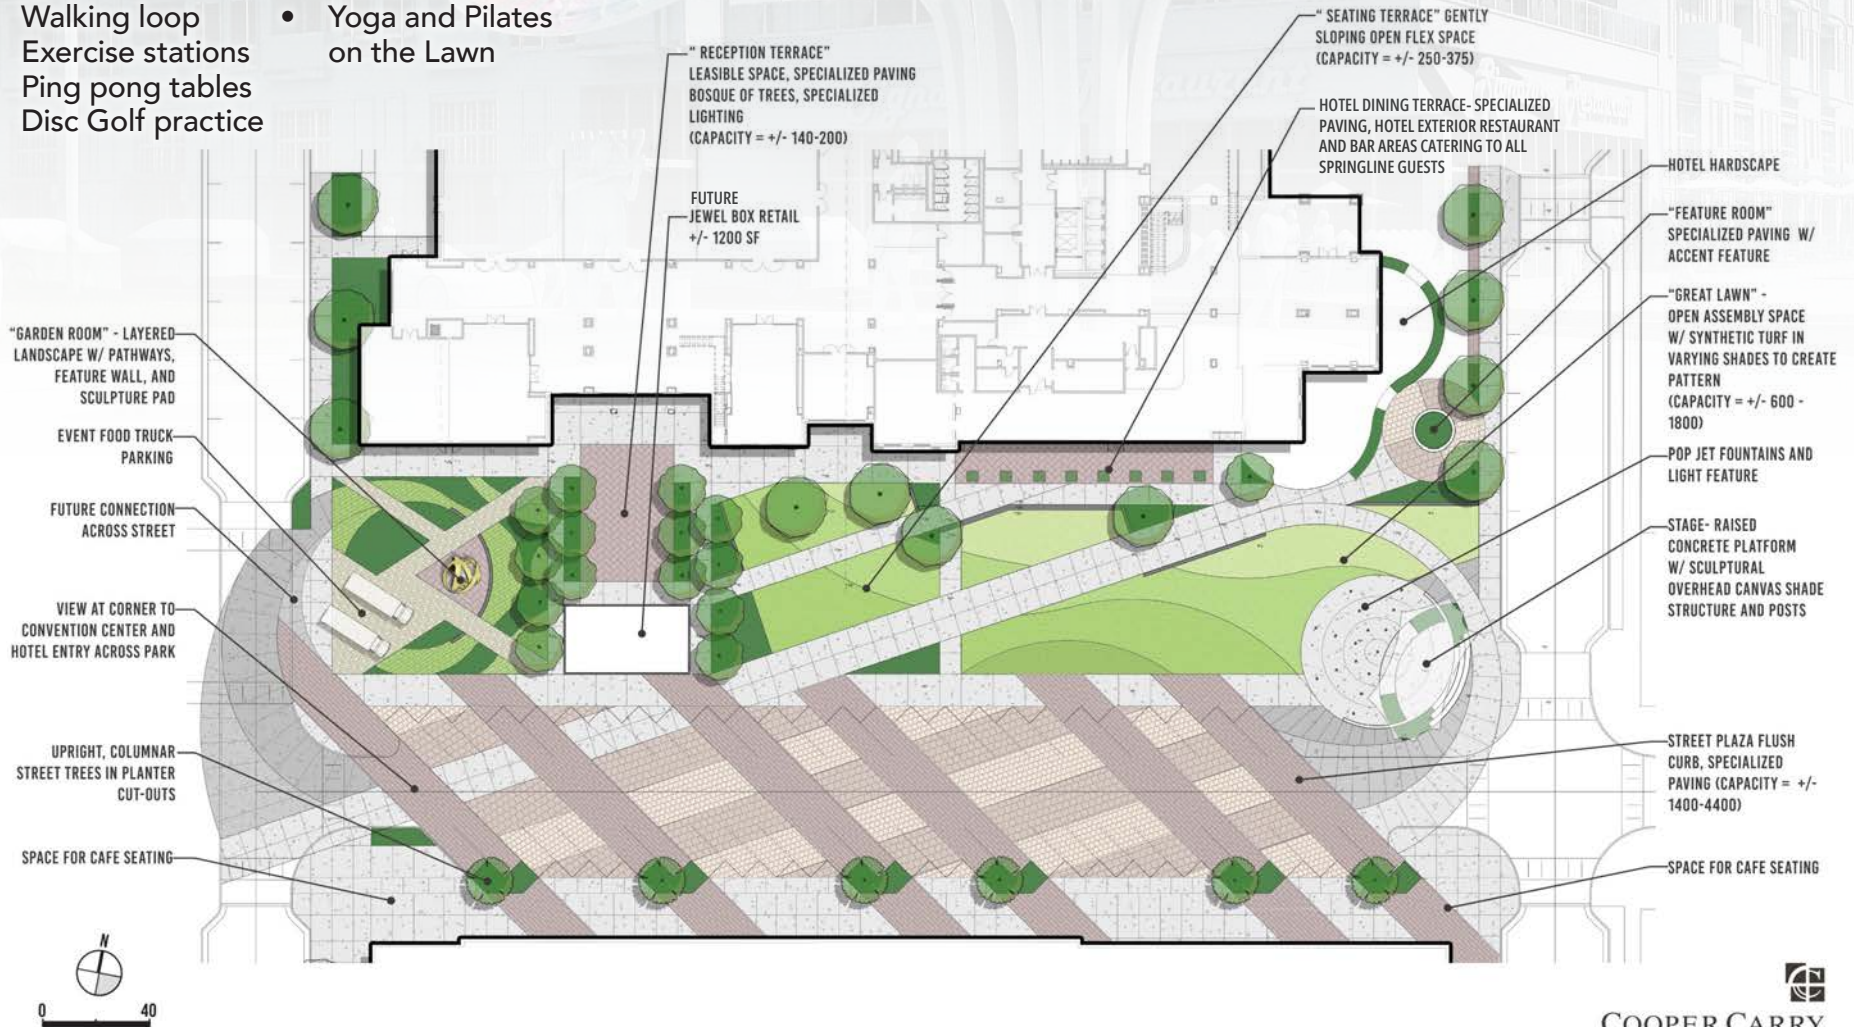 Walking loop
Exercise stations
Ping pong tables
Disc Golf practice
• Yoga and Pilates
on the Lawn
" RECEPTION TERRACE"
LEASIBLE SPACE, SPECIALIZED PAVING
BOSQUE OF TREES, SPECIALIZED
LIGHTING
(CAPACITY = +/- 140-200)
FUTURE
JEWEL BOX RETAIL
+/- 1200 SF
" SEATING TERRACE" GENTLY
SLOPING OPEN FLEX SPACE
(CAPACITY = +/- 250-375)
HOTEL DINING TERRACE- SPECIALIZED
PAVING, HOTEL EXTERIOR RESTAURANT
AND BAR AREAS CATERING TO ALL
SPRINGLINE GUESTS
HOTEL HARDSCAPE
"FEATURE ROOM"
SPECIALIZED PAVING W/
ACCENT FEATURE
"GREAT LAWN" -
OPEN ASSEMBLY SPACE
W/ SYNTHETIC TURF IN
VARYING SHADES TO CREATE
PATTERN
(CAPACITY = +/- 600 -
1800)
POP JET FOUNTAINS AND
LIGHT FEATURE
STAGE- RAISED
CONCRETE PLATFORM
W/ SCULPTURAL
OVERHEAD CANVAS SHADE
STRUCTURE AND POSTS
STREET PLAZA FLUSH
CURB, SPECIALIZED
PAVING (CAPACITY = +/-
1400-4400)
SPACE FOR CAFE SEATING
"GARDEN ROOM" - LAYERED
LANDSCAPE W/ PATHWAYS,
FEATURE WALL, AND
SCULPTURE PAD
EVENT FOOD TRUCK
PARKING
FUTURE CONNECTION
ACROSS STREET
VIEW AT CORNER TO
CONVENTION CENTER AND
HOTEL ENTRY ACROSS PARK
UPRIGHT, COLUMNAR
STREET TREES IN PLANTER
CUT-OUTS
SPACE FOR CAFE SEATING
N
0 40
COOPER CARRY